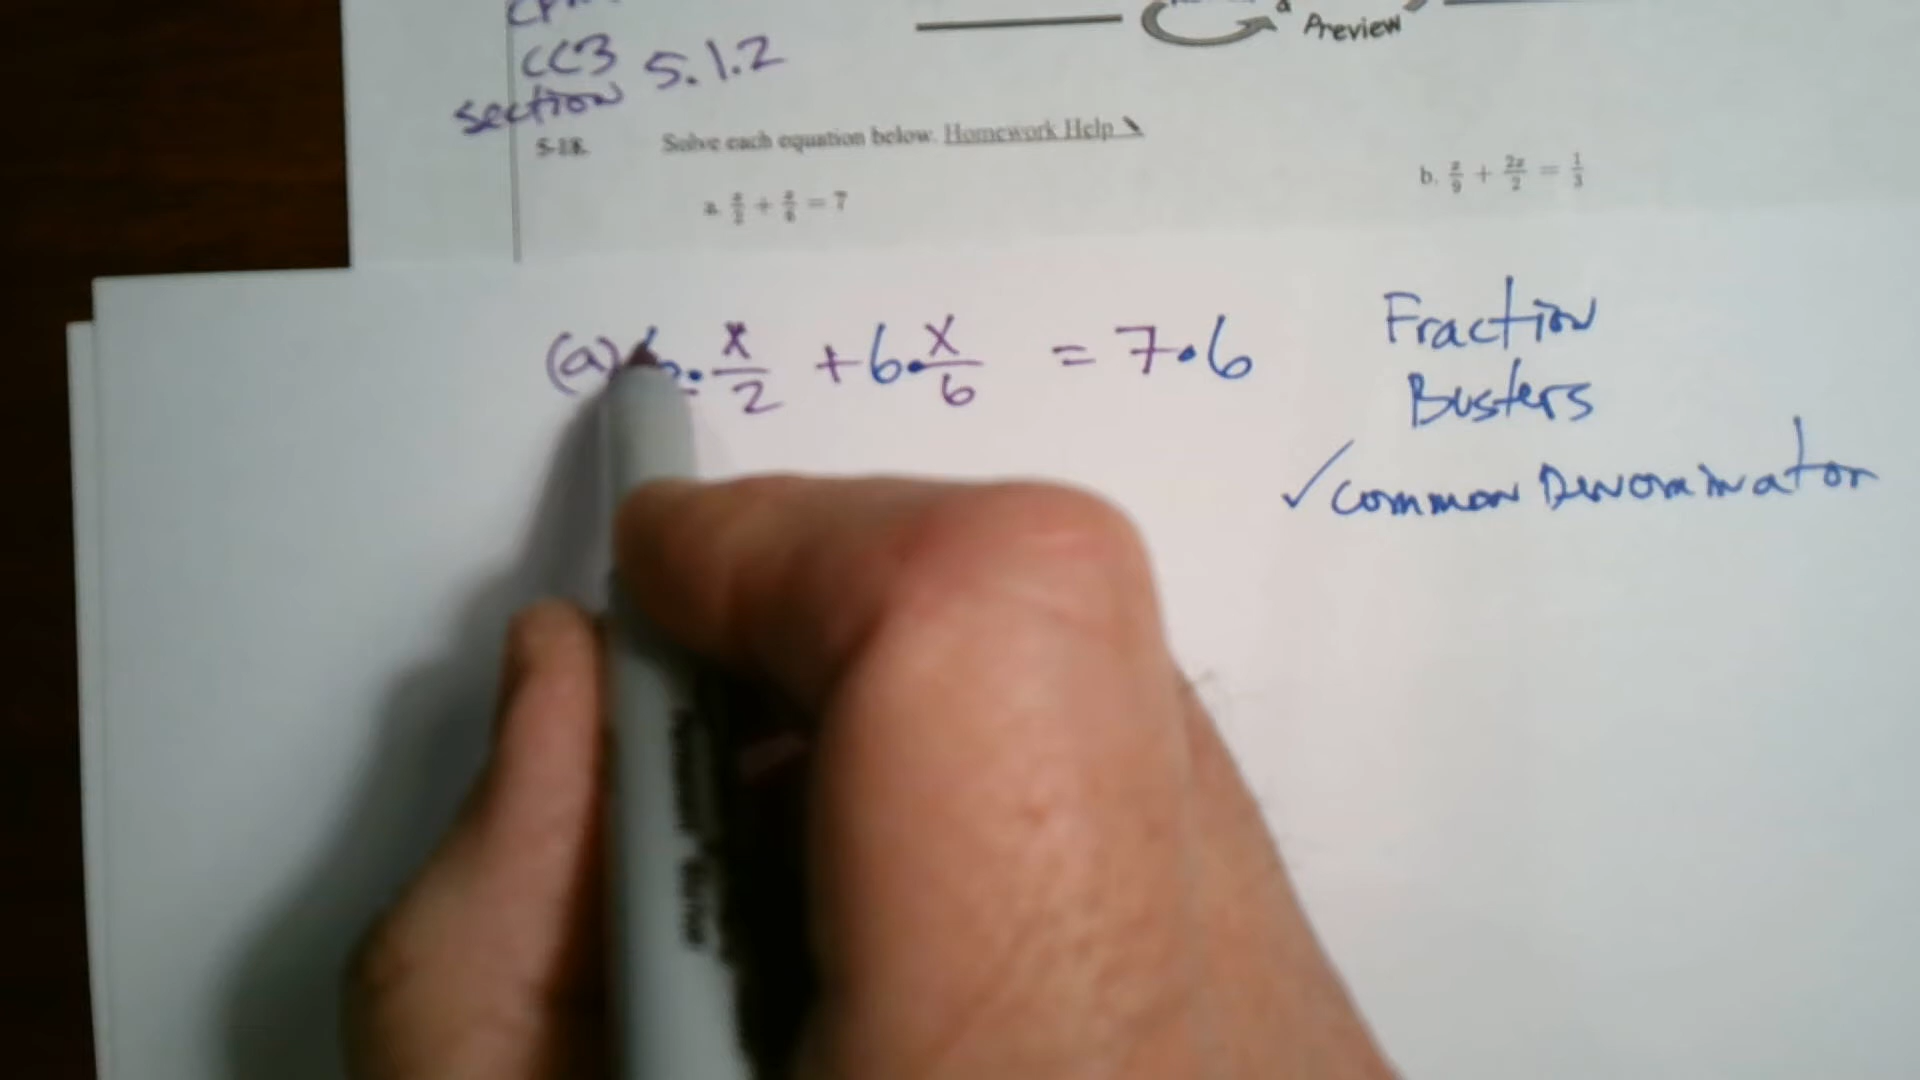 CC3
section 5.1.2
Preview
5-18. Solve each equation below. Homework Help
a. x/2 + x/6 = 7
b. x/9 + 2x/2 = 1/3
(a) 6 · x/2 + 6 · x/6 = 7 · 6
Fraction
Busters
✓ common Denominator